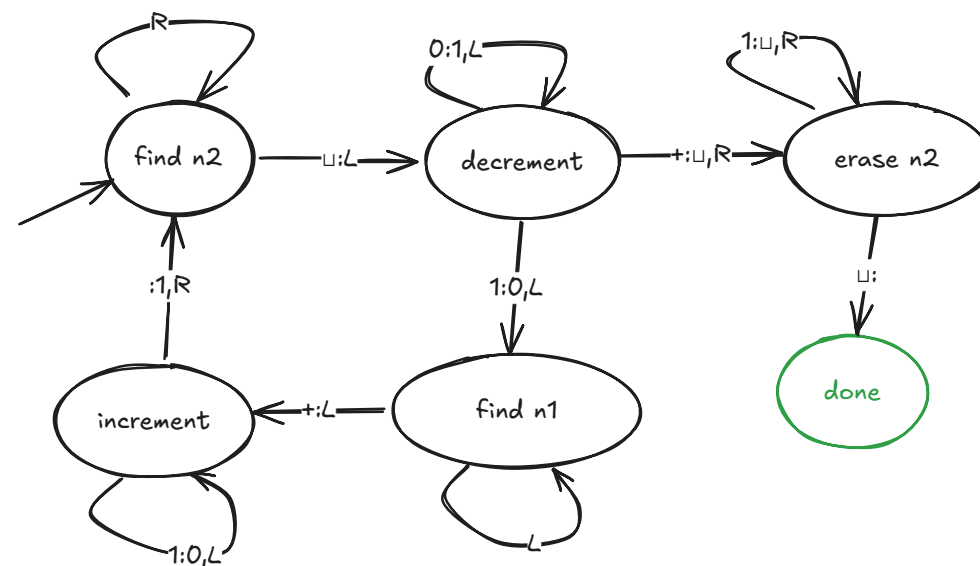 R
0:1,L
1:⊔,R
find n2
⊔:L
decrement
+:⊔,R
erase n2
:1,R
1:0,L
⊔:
increment
+:L
find n1
done
1:0,L
L